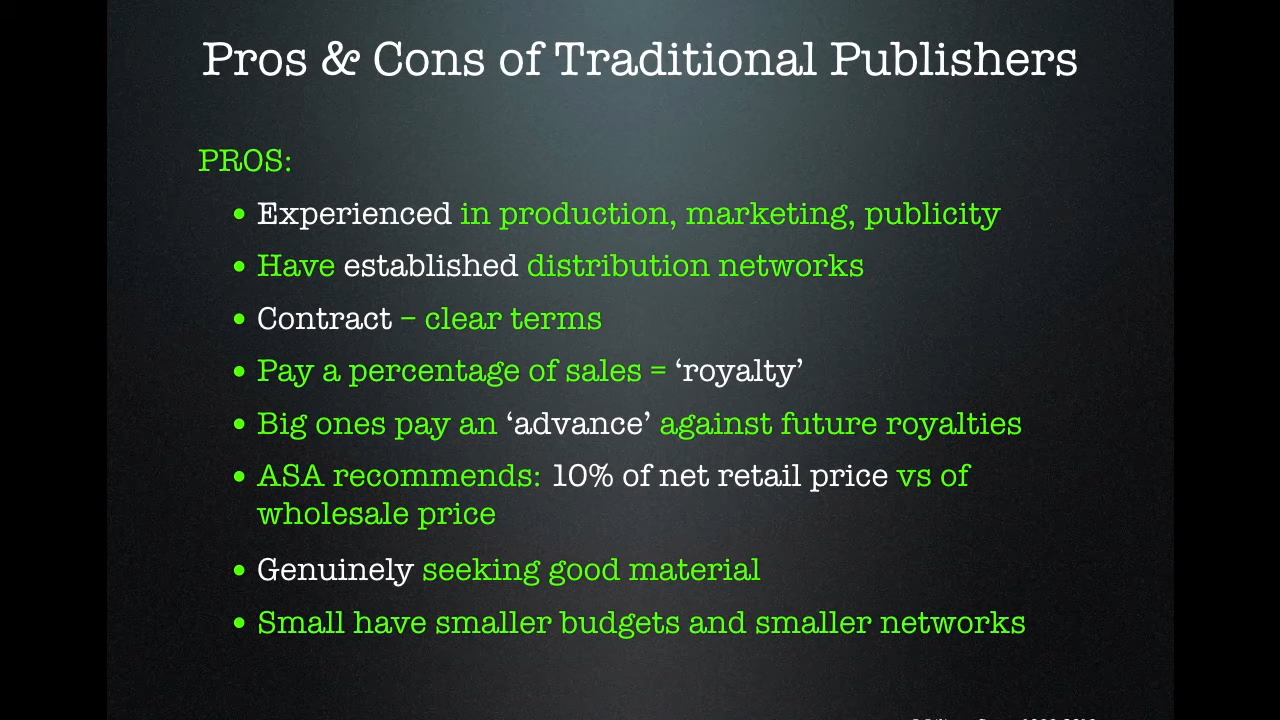 Pros & Cons of Traditional Publishers
PROS:
• Experienced in production, marketing, publicity
• Have established distribution networks
• Contract – clear terms
• Pay a percentage of sales = ‘royalty’
• Big ones pay an ‘advance’ against future royalties
• ASA recommends: 10% of net retail price vs of
wholesale price
• Genuinely seeking good material
• Small have smaller budgets and smaller networks